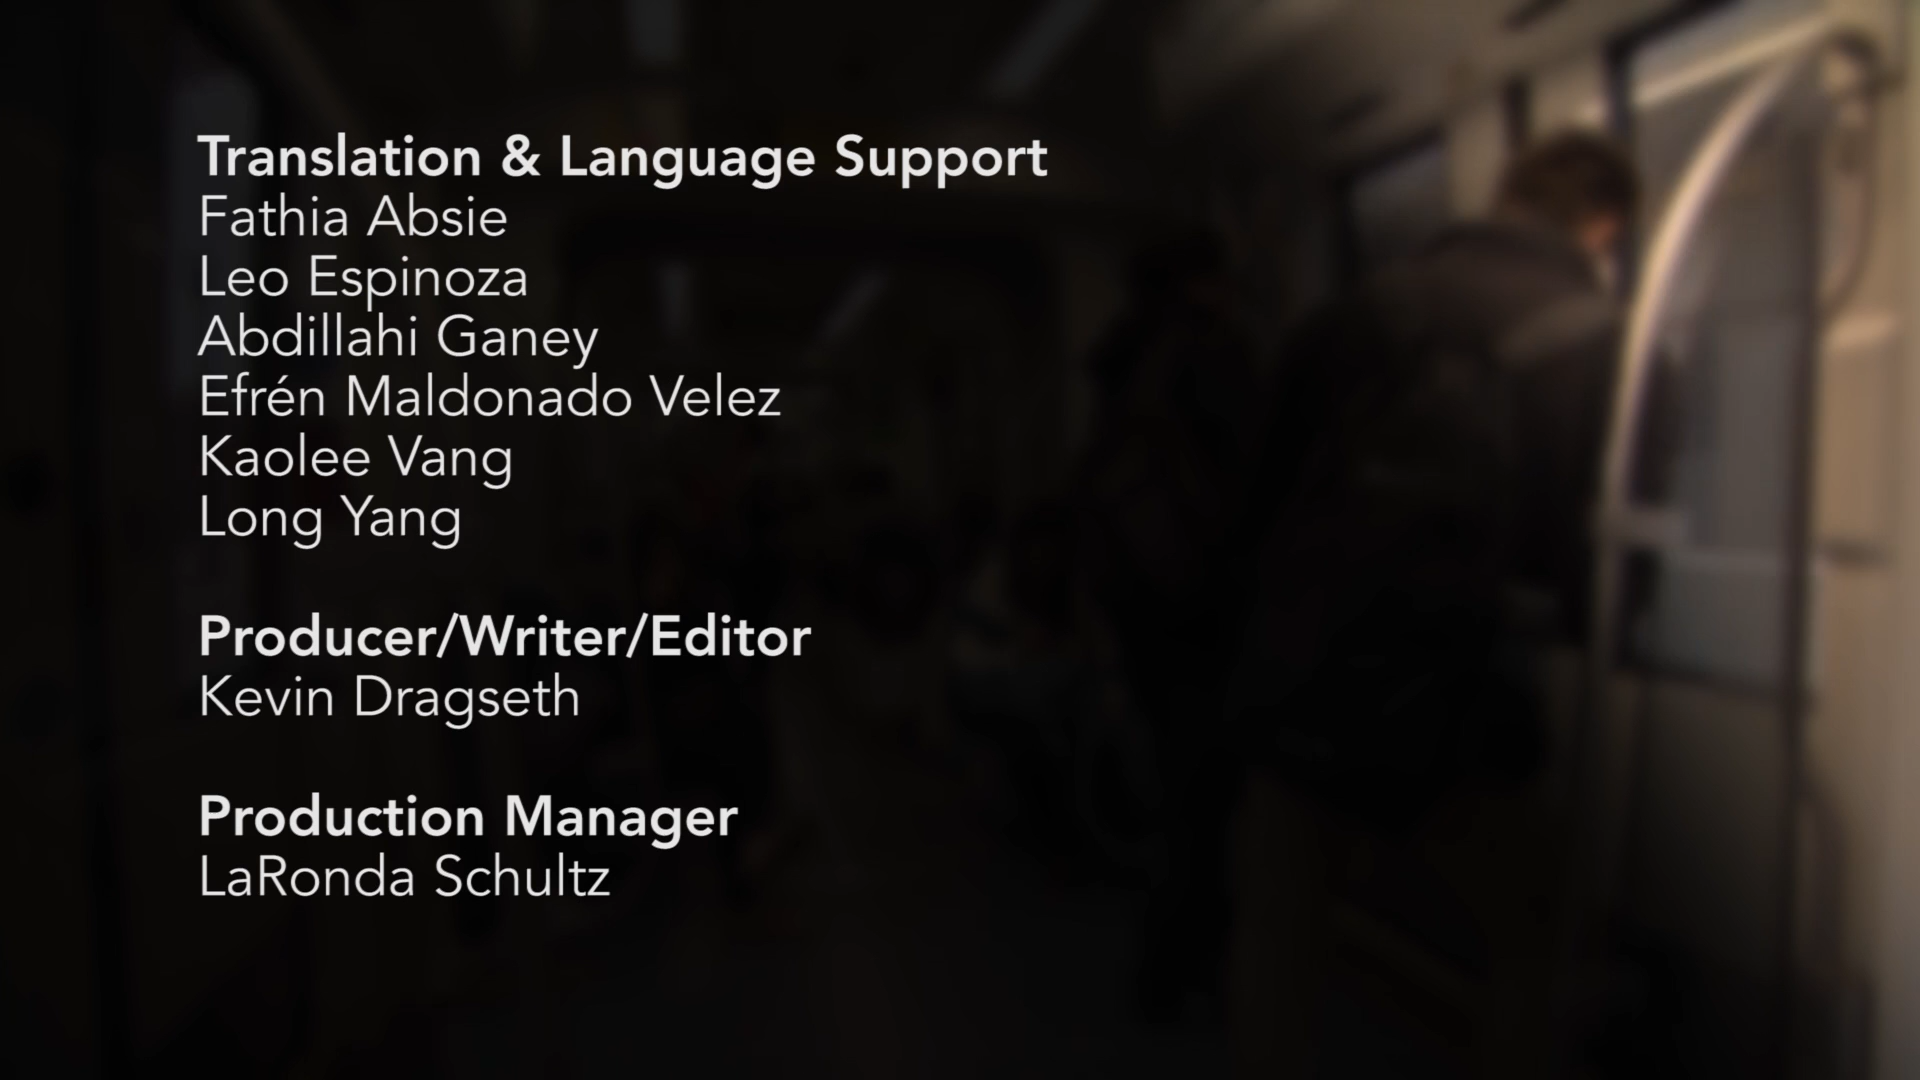 Translation & Language Support
Fathia Absie
Leo Espinoza
Abdillahi Ganey
Efrén Maldonado Velez
Kaolee Vang
Long Yang
Producer/Writer/Editor
Kevin Dragseth
Production Manager
LaRonda Schultz